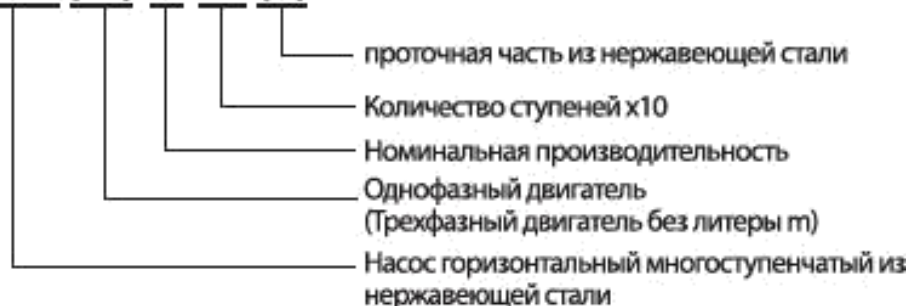 проточная часть из нержавеющей стали
Количество ступеней х10
Номинальная производительность
Однофазный двигатель
(Трехфазный двигатель без литеры m)
Насос горизонтальный многоступенчатый из
нержавеющей стали